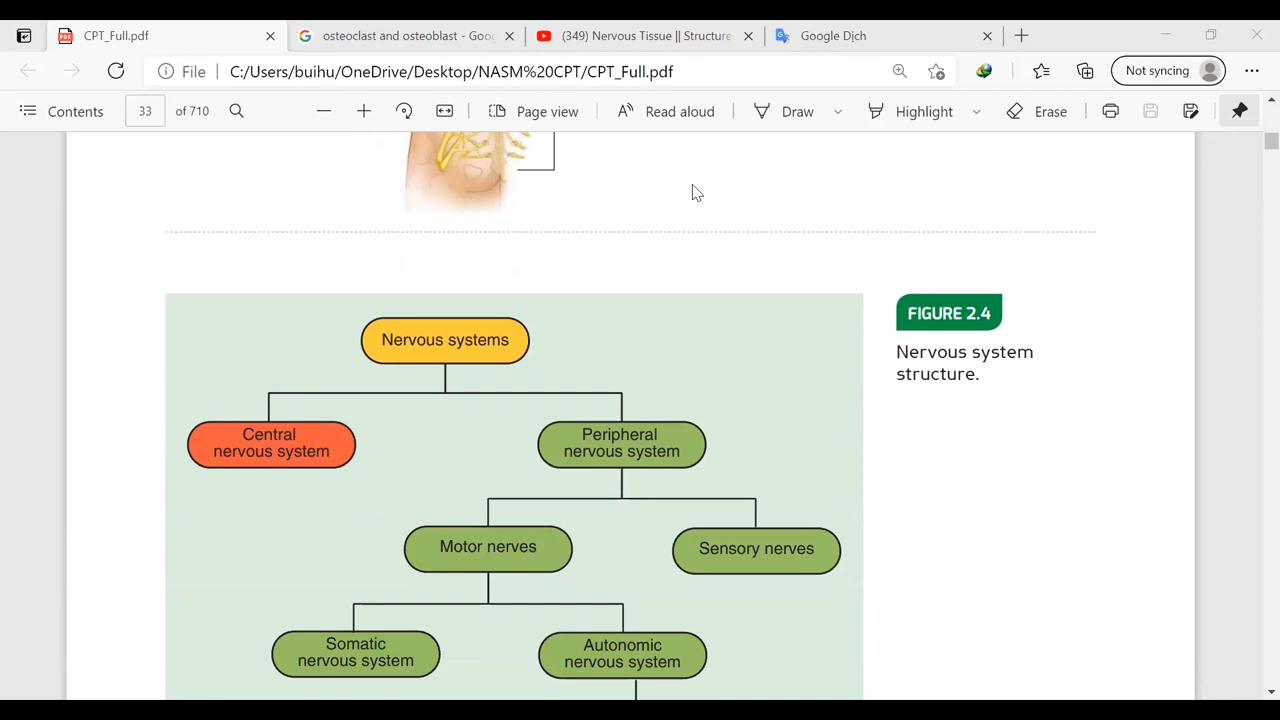 CPT_Full.pdf
osteoclast and osteoblast - Goog
(349) Nervous Tissue || Structure
Google Dịch
File
C:/Users/buihu/OneDrive/Desktop/NASM%20CPT/CPT_Full.pdf
Not syncing
Contents
33
of 710
Page view
Read aloud
Draw
Highlight
Erase
Nervous systems
FIGURE 2.4
Nervous system
structure.
Central
nervous system
Peripheral
nervous system
Motor nerves
Sensory nerves
Somatic
nervous system
Autonomic
nervous system